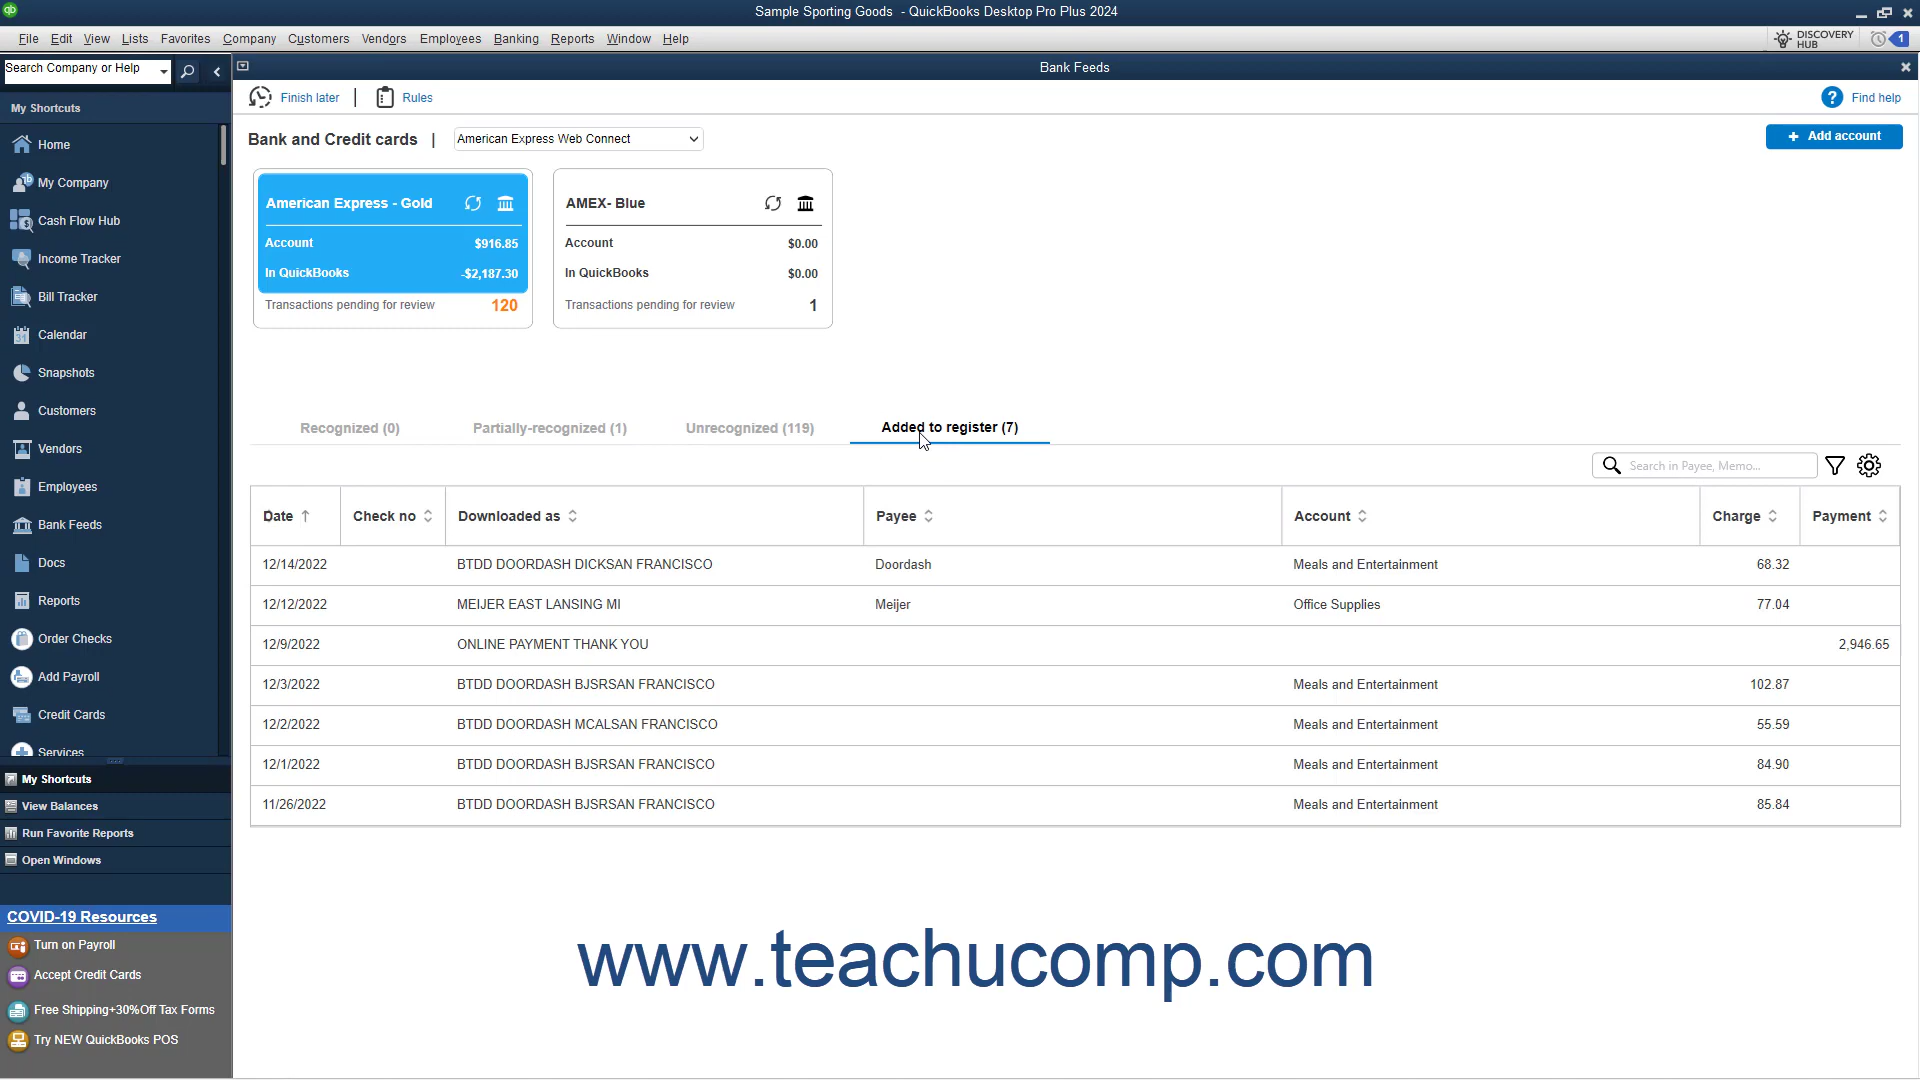 Sample Sporting Goods - QuickBooks Desktop Pro Plus 2024
File Edit View Lists Favorites Company Customers Vendors Employees Banking Reports Window Help
DISCOVERY HUB
1
Search Company or Help
Bank Feeds
My Shortcuts
Home
My Company
Cash Flow Hub
Income Tracker
Bill Tracker
Calendar
Snapshots
Customers
Vendors
Employees
Bank Feeds
Docs
Reports
Order Checks
Add Payroll
Credit Cards
Services
My Shortcuts
View Balances
Run Favorite Reports
Open Windows
COVID-19 Resources
Turn on Payroll
Accept Credit Cards
Free Shipping+30%Off Tax Forms
Try NEW QuickBooks POS
Finish later | Rules
? Find help
Bank and Credit cards | American Express Web Connect
+ Add account
American Express - Gold
Account $916.85
In QuickBooks -$2,187.30
Transactions pending for review 120
AMEX- Blue
Account $0.00
In QuickBooks $0.00
Transactions pending for review 1
Recognized (0) Partially-recognized (1) Unrecognized (119) Added to register (7)
Search in Payee, Memo...
Date Check no Downloaded as Payee Account Charge Payment
12/14/2022 BTDD DOORDASH DICKSAN FRANCISCO Doordash Meals and Entertainment 68.32
12/12/2022 MEIJER EAST LANSING MI Meijer Office Supplies 77.04
12/9/2022 ONLINE PAYMENT THANK YOU 2,946.65
12/3/2022 BTDD DOORDASH BJSRSAN FRANCISCO Meals and Entertainment 102.87
12/2/2022 BTDD DOORDASH MCALSAN FRANCISCO Meals and Entertainment 55.59
12/1/2022 BTDD DOORDASH BJSRSAN FRANCISCO Meals and Entertainment 84.90
11/26/2022 BTDD DOORDASH BJSRSAN FRANCISCO Meals and Entertainment 85.84
www.teachucomp.com